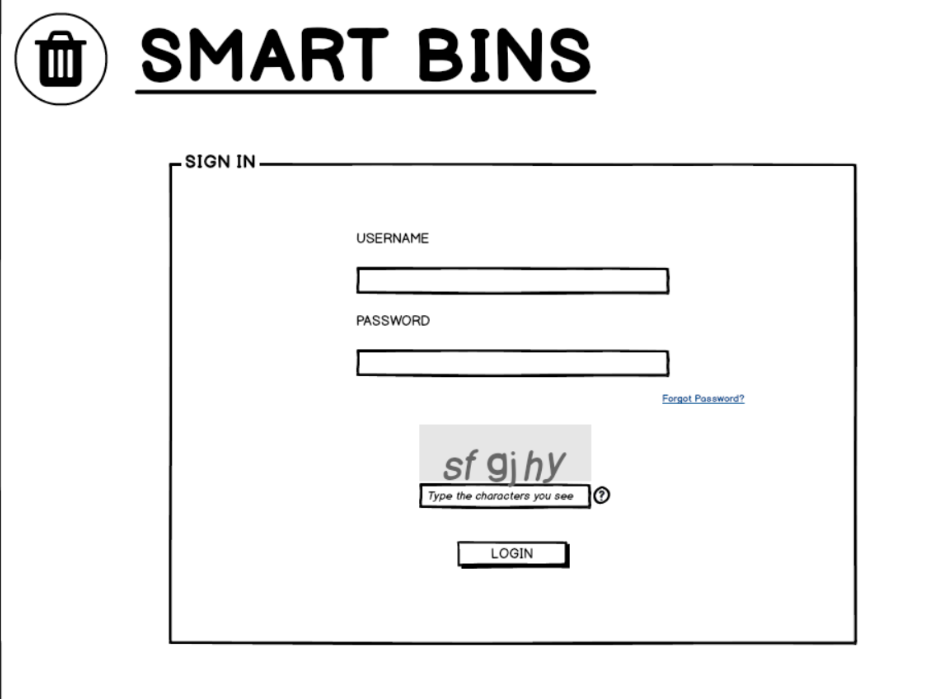 SMART BINS
SIGN IN
USERNAME
PASSWORD
Forgot Password?
sf gjhy
Type the characters you see
?
LOGIN